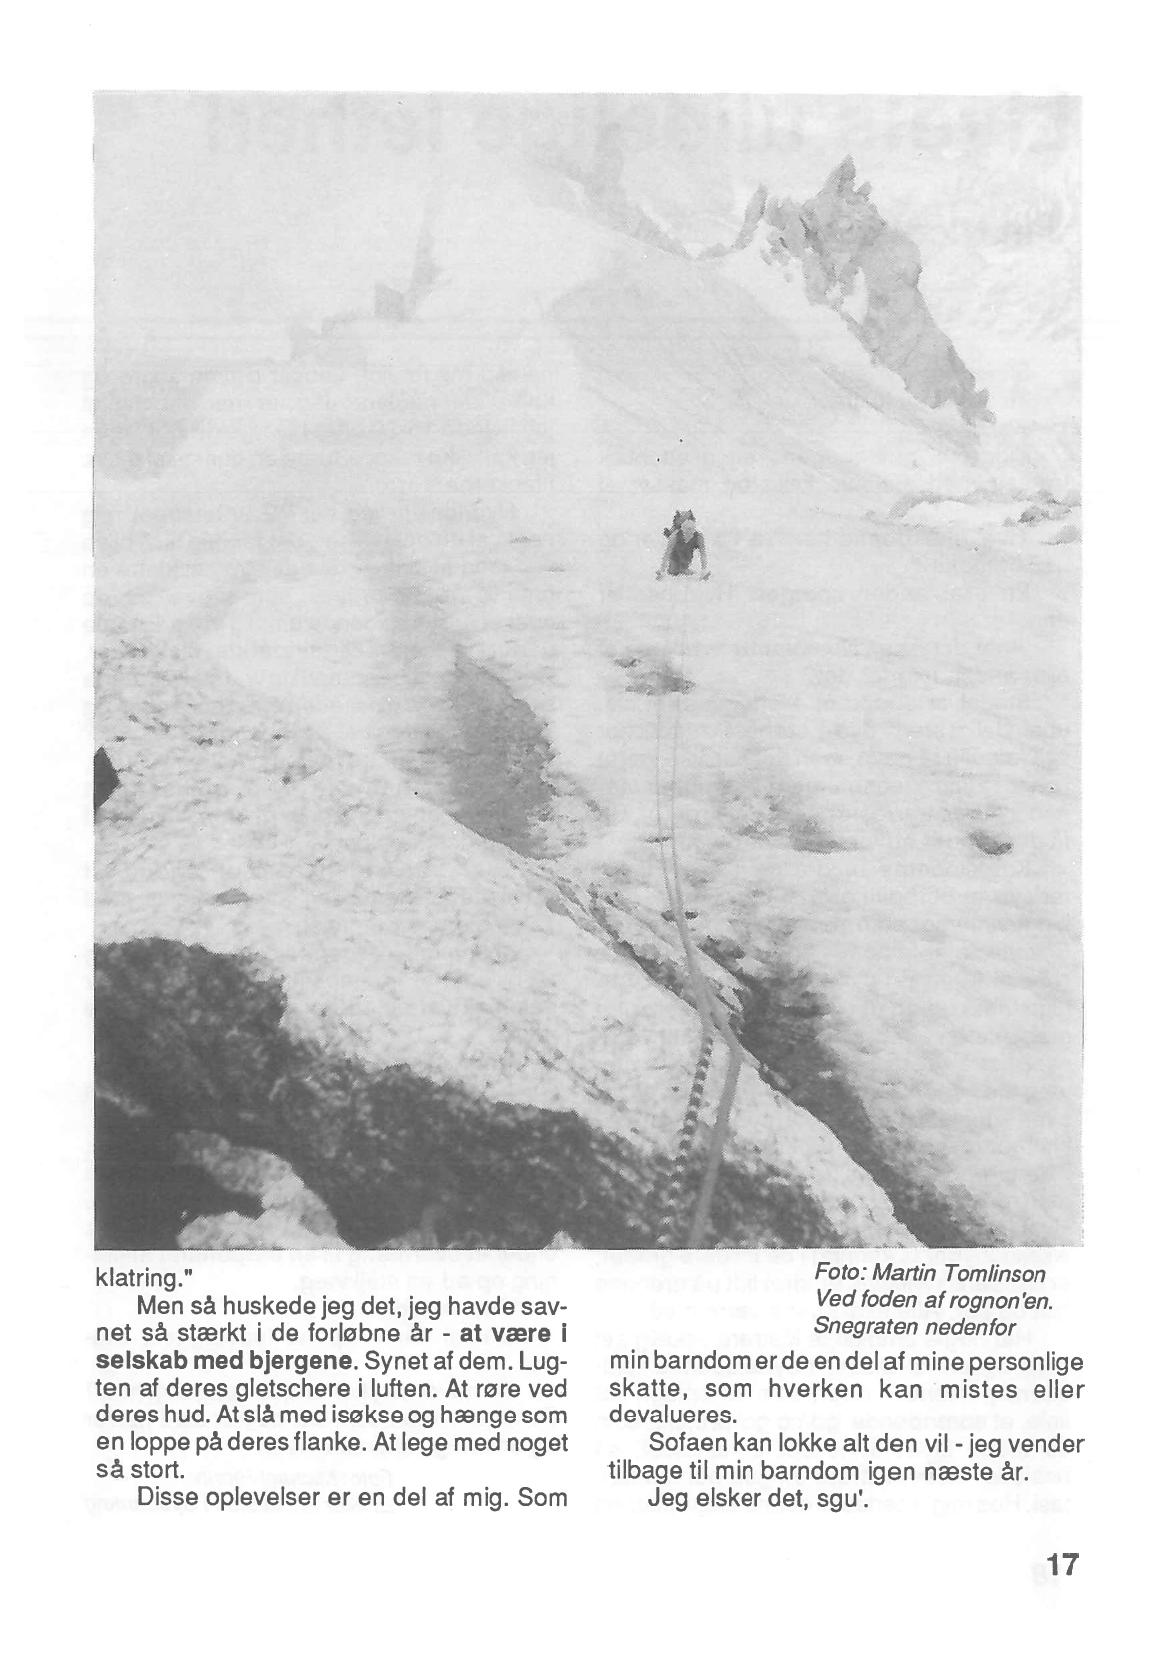 klatring."
Men så huskede jeg det, jeg havde sav-
net så stærkt i de forløbne år - at være i
selskab med bjergene. Synet af dem. Lug-
ten af deres gletschere i luften. At røre ved
deres hud. At slå med isøkse og hænge som
en loppe på deres flanke. At lege med noget
så stort.
Disse oplevelser er en del af mig. Som
Foto: Martin Tomlinson
Ved foden af rognon'en.
Snegraten nedenfor
min barndom er de en del af mine personlige
skatte, som hverken kan mistes eller
devalueres.
Sofaen kan lokke alt den vil - jeg vender
tilbage til min barndom igen næste år.
Jeg elsker det, sgu'.
17